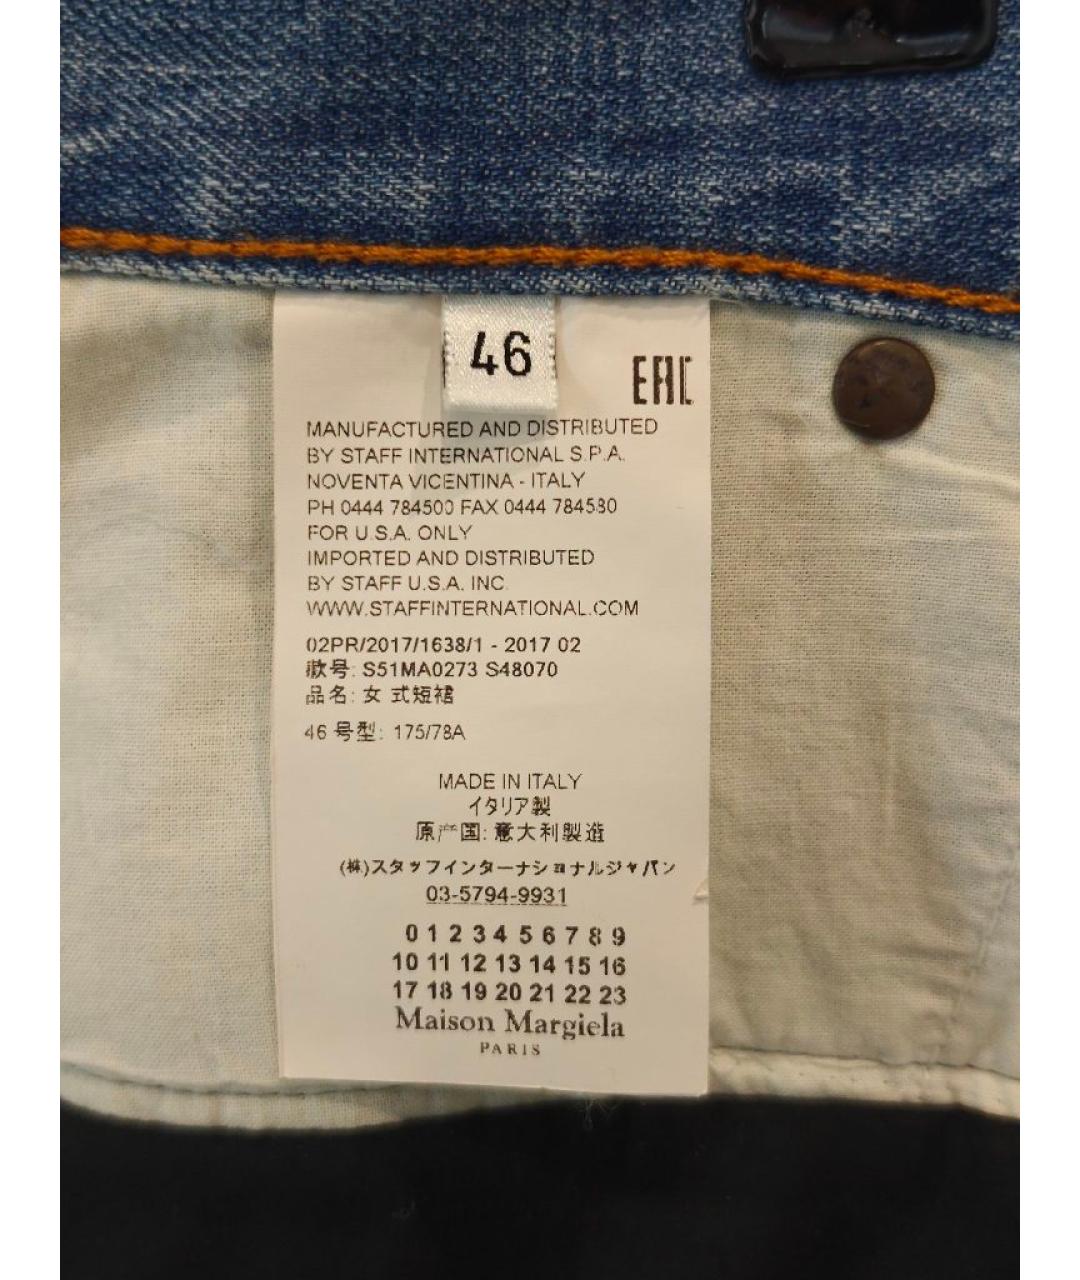 46
EAC
MANUFACTURED AND DISTRIBUTED
BY STAFF INTERNATIONAL S.P.A.
NOVENTA VICENTINA - ITALY
PH 0444 784500 FAX 0444 784580
FOR U.S.A. ONLY
IMPORTED AND DISTRIBUTED
BY STAFF U.S.A. INC.
WWW.STAFFINTERNATIONAL.COM
02PR/2017/1638/1 - 2017 02
款号: S51MA0273 S48070
品名: 女 式短裙
46 号型: 175/78A
MADE IN ITALY
イタリア製
原产国: 意大利製造
(株)スタッフインターナショナルジャパン
03-5794-9931
0 1 2 3 4 5 6 7 8 9
10 11 12 13 14 15 16
17 18 19 20 21 22 23
Maison Margiela
PARIS